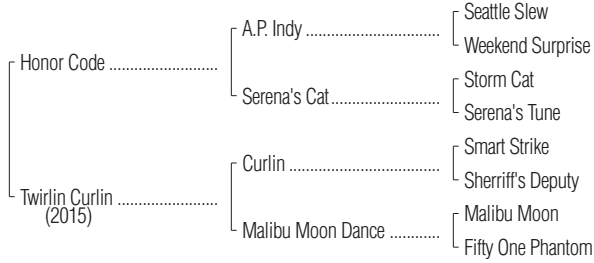 Seattle Slew
A.P. Indy ..............................
Weekend Surprise
Honor Code .........................
Storm Cat
Serena's Cat.........................
Serena's Tune
Smart Strike
Curlin ..................................
Sherriff's Deputy
Twirlin Curlin .......................
(2015)
Malibu Moon
Malibu Moon Dance ...........
Fifty One Phantom